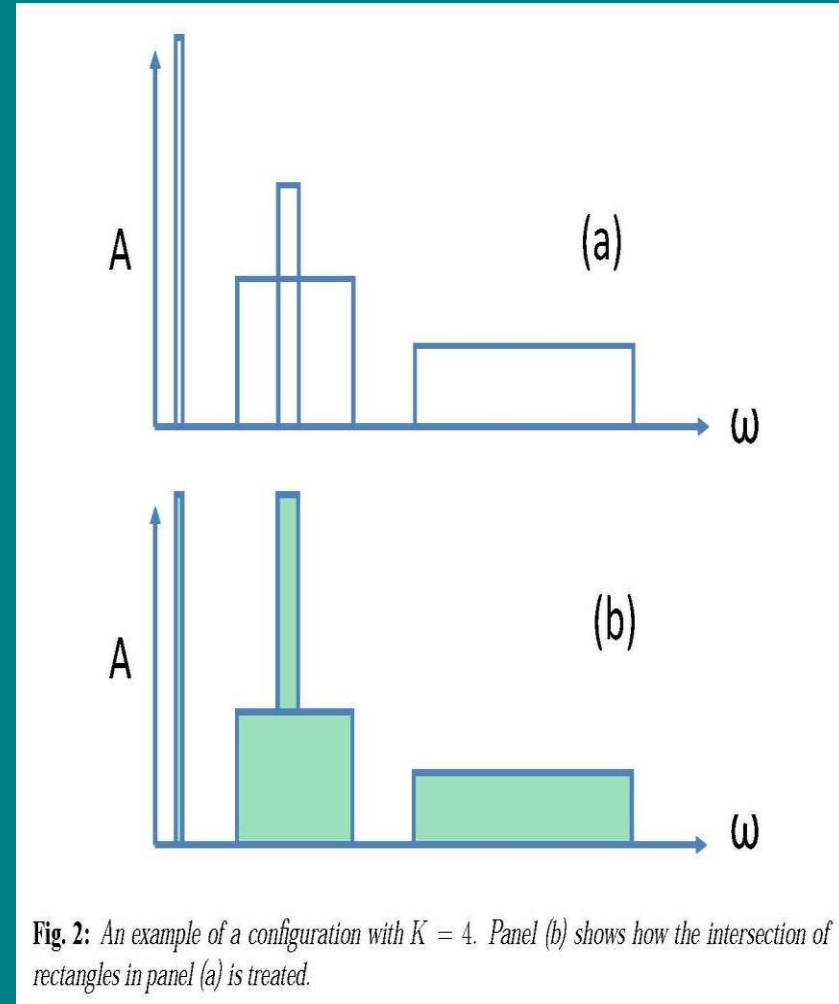 A
(a)
ω
(b)
A
ω
Fig. 2: An example of a configuration with K = 4. Panel (b) shows how the intersection of
rectangles in panel (a) is treated.